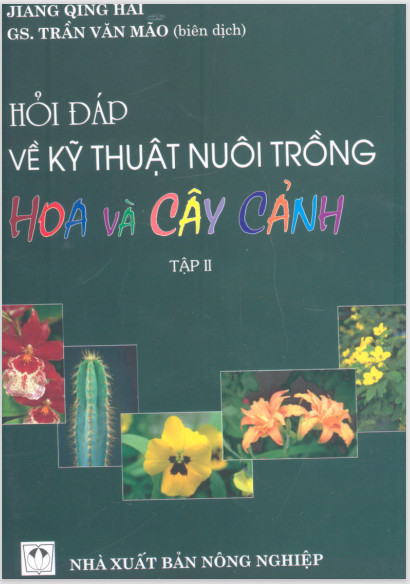 JIANG QING HAI
GS. TRẦN VĂN MÃO (biên dịch)
HỎI ĐÁP
VỀ KỸ THUẬT NUÔI TRỒNG
HOA VÀ CÂY CẢNH
TẬP II
NHÀ XUẤT BẢN NÔNG NGHIỆP